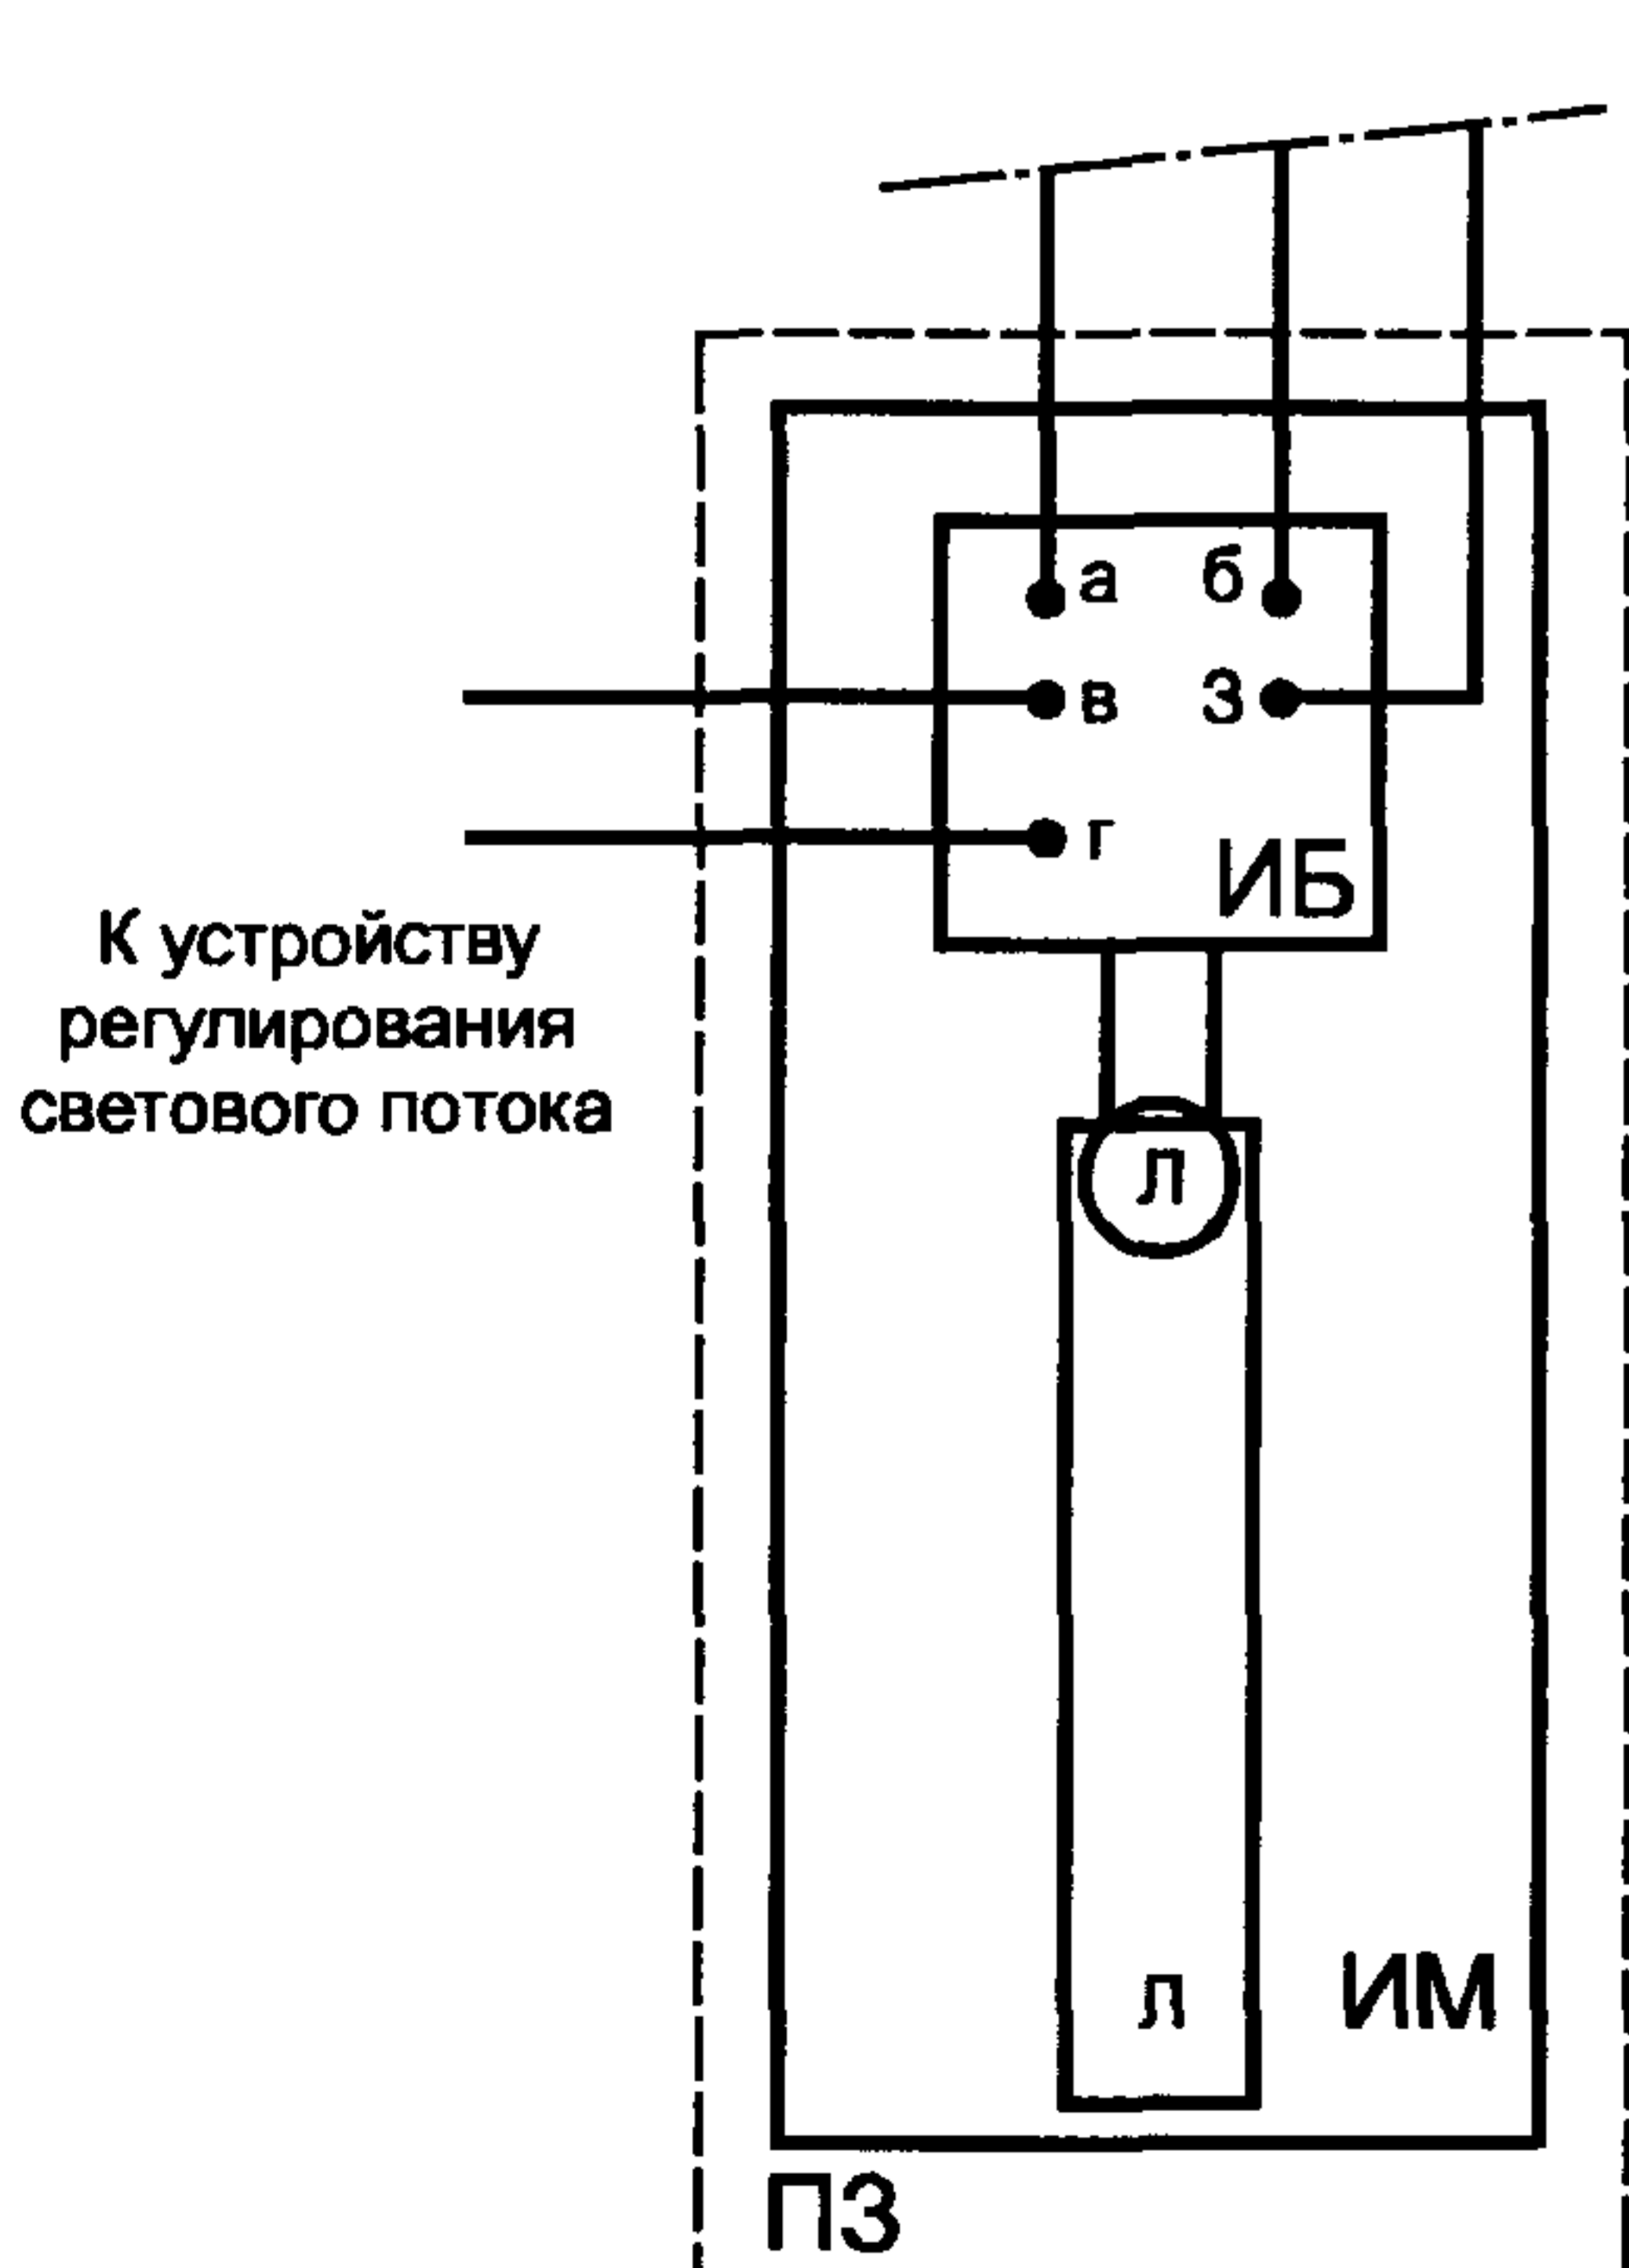 а б
в З
г
ИБ
К устройству
регулирования
светового потока
Л
Л
ИМ
ПЗ